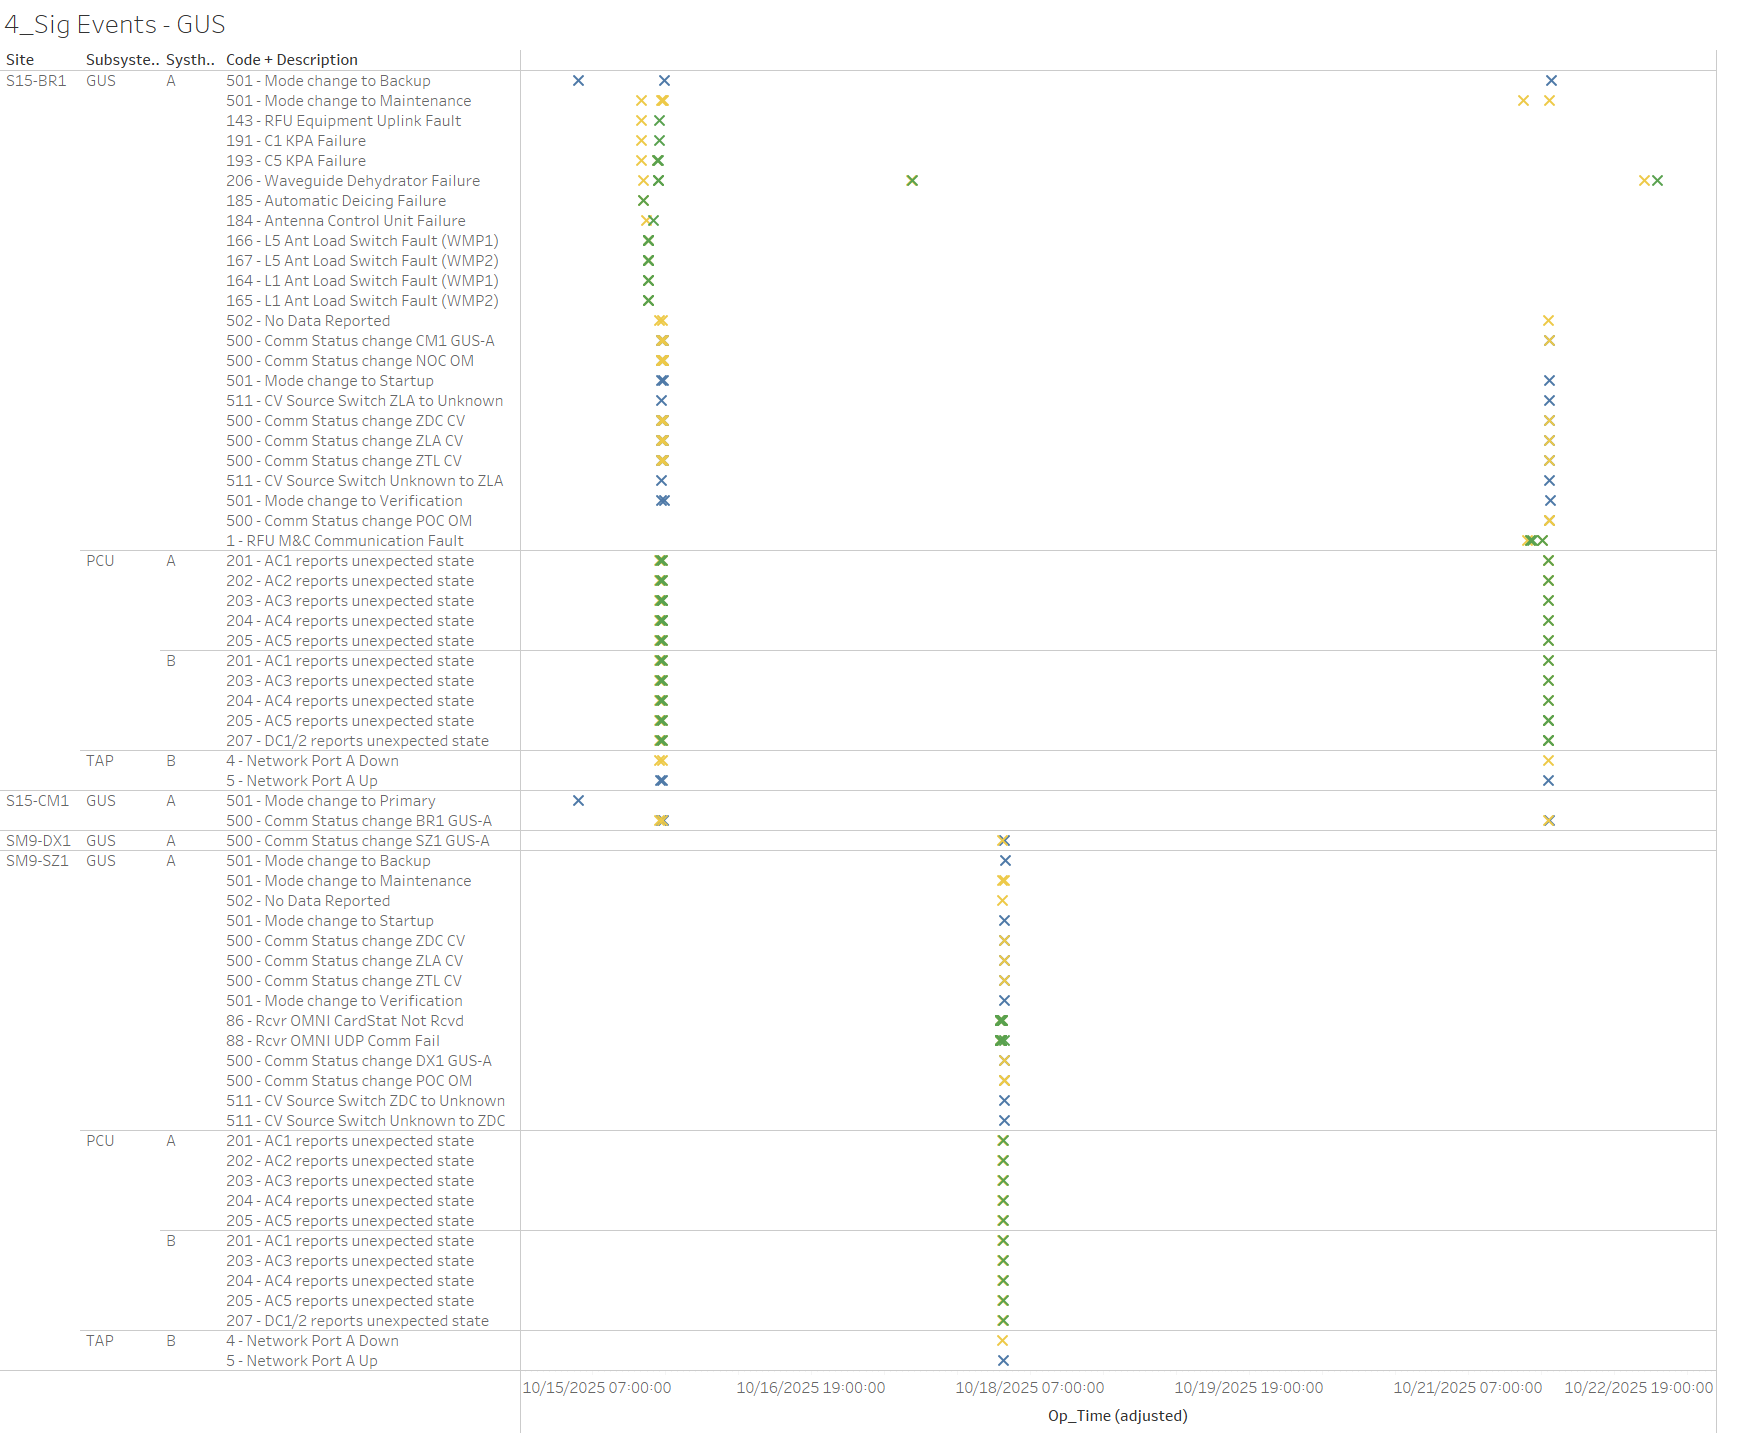 4_Sig Events - GUS
Site Subsyste.. Systh.. Code + Description
S15-BR1 GUS A 501 - Mode change to Backup
501 - Mode change to Maintenance
143 - RFU Equipment Uplink Fault
191 - C1 KPA Failure
193 - C5 KPA Failure
206 - Waveguide Dehydrator Failure
185 - Automatic Deicing Failure
184 - Antenna Control Unit Failure
166 - L5 Ant Load Switch Fault (WMP1)
167 - L5 Ant Load Switch Fault (WMP2)
164 - L1 Ant Load Switch Fault (WMP1)
165 - L1 Ant Load Switch Fault (WMP2)
502 - No Data Reported
500 - Comm Status change CM1 GUS-A
500 - Comm Status change NOC OM
501 - Mode change to Startup
511 - CV Source Switch ZLA to Unknown
500 - Comm Status change ZDC CV
500 - Comm Status change ZLA CV
500 - Comm Status change ZTL CV
511 - CV Source Switch Unknown to ZLA
501 - Mode change to Verification
500 - Comm Status change POC OM
1 - RFU M&C Communication Fault
PCU A 201 - AC1 reports unexpected state
202 - AC2 reports unexpected state
203 - AC3 reports unexpected state
204 - AC4 reports unexpected state
205 - AC5 reports unexpected state
B 201 - AC1 reports unexpected state
203 - AC3 reports unexpected state
204 - AC4 reports unexpected state
205 - AC5 reports unexpected state
207 - DC1/2 reports unexpected state
TAP B 4 - Network Port A Down
5 - Network Port A Up
S15-CM1 GUS A 501 - Mode change to Primary
500 - Comm Status change BR1 GUS-A
SM9-DX1 GUS A 500 - Comm Status change SZ1 GUS-A
SM9-SZ1 GUS A 501 - Mode change to Backup
501 - Mode change to Maintenance
502 - No Data Reported
501 - Mode change to Startup
500 - Comm Status change ZDC CV
500 - Comm Status change ZLA CV
500 - Comm Status change ZTL CV
501 - Mode change to Verification
86 - Rcvr OMNI CardStat Not Rcvd
88 - Rcvr OMNI UDP Comm Fail
500 - Comm Status change DX1 GUS-A
500 - Comm Status change POC OM
511 - CV Source Switch ZDC to Unknown
511 - CV Source Switch Unknown to ZDC
PCU A 201 - AC1 reports unexpected state
202 - AC2 reports unexpected state
203 - AC3 reports unexpected state
204 - AC4 reports unexpected state
205 - AC5 reports unexpected state
B 201 - AC1 reports unexpected state
203 - AC3 reports unexpected state
204 - AC4 reports unexpected state
205 - AC5 reports unexpected state
207 - DC1/2 reports unexpected state
TAP B 4 - Network Port A Down
5 - Network Port A Up
10/15/2025 07:00:00 10/16/2025 19:00:00 10/18/2025 07:00:00 10/19/2025 19:00:00 10/21/2025 07:00:00 10/22/2025 19:00:00
Op_Time (adjusted)